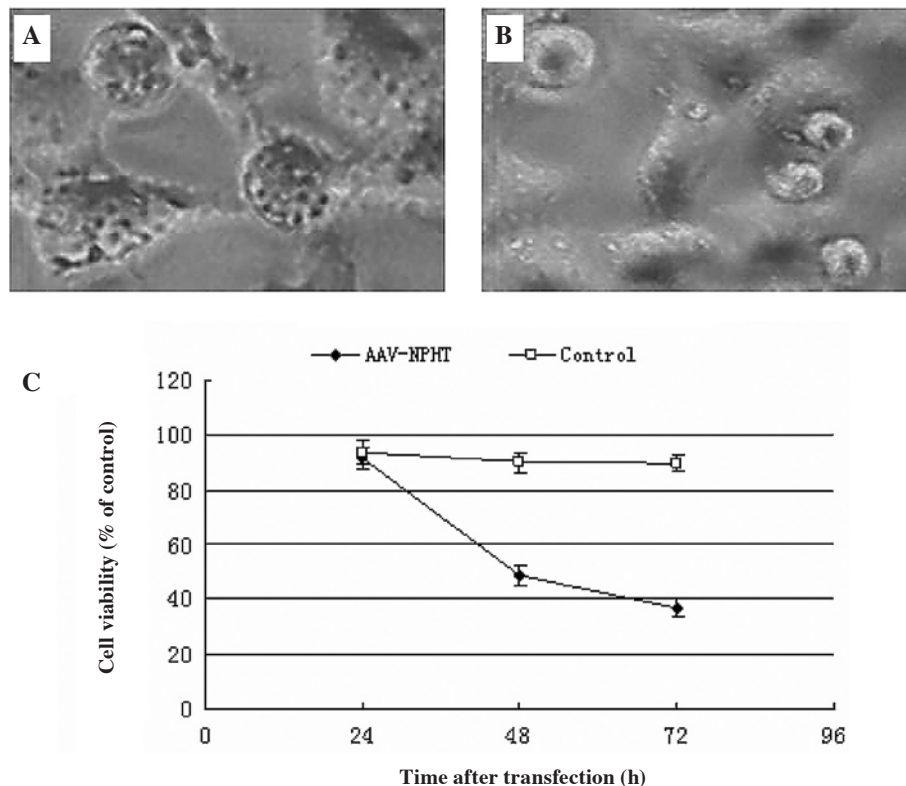 A
B
AAV-NPHT
Control
C
Cell viability (% of control)
120
100
80
60
40
20
0
0
24
48
72
96
Time after transfection (h)